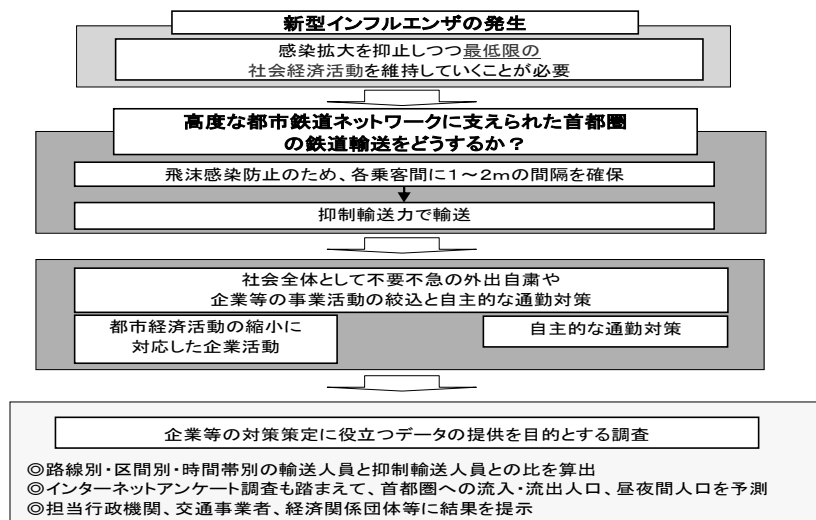 新型インフルエンザの発生
感染拡大を抑止しつつ最低限の
社会経済活動を維持していくことが必要
高度な都市鉄道ネットワークに支えられた首都圏
の鉄道輸送をどうするか？
飛沫感染防止のため、各乗客間に１～２ｍの間隔を確保
抑制輸送力で輸送
社会全体として不要不急の外出自粛や
企業等の事業活動の絞込と自主的な通勤対策
都市経済活動の縮小に
対応した企業活動
自主的な通勤対策
企業等の対策策定に役立つデータの提供を目的とする調査
◎路線別・区間別・時間帯別の輸送人員と抑制輸送人員との比を算出
◎インターネットアンケート調査も踏まえて、首都圏への流入・流出人口、昼夜間人口を予測
◎担当行政機関、交通事業者、経済関係団体等に結果を提示